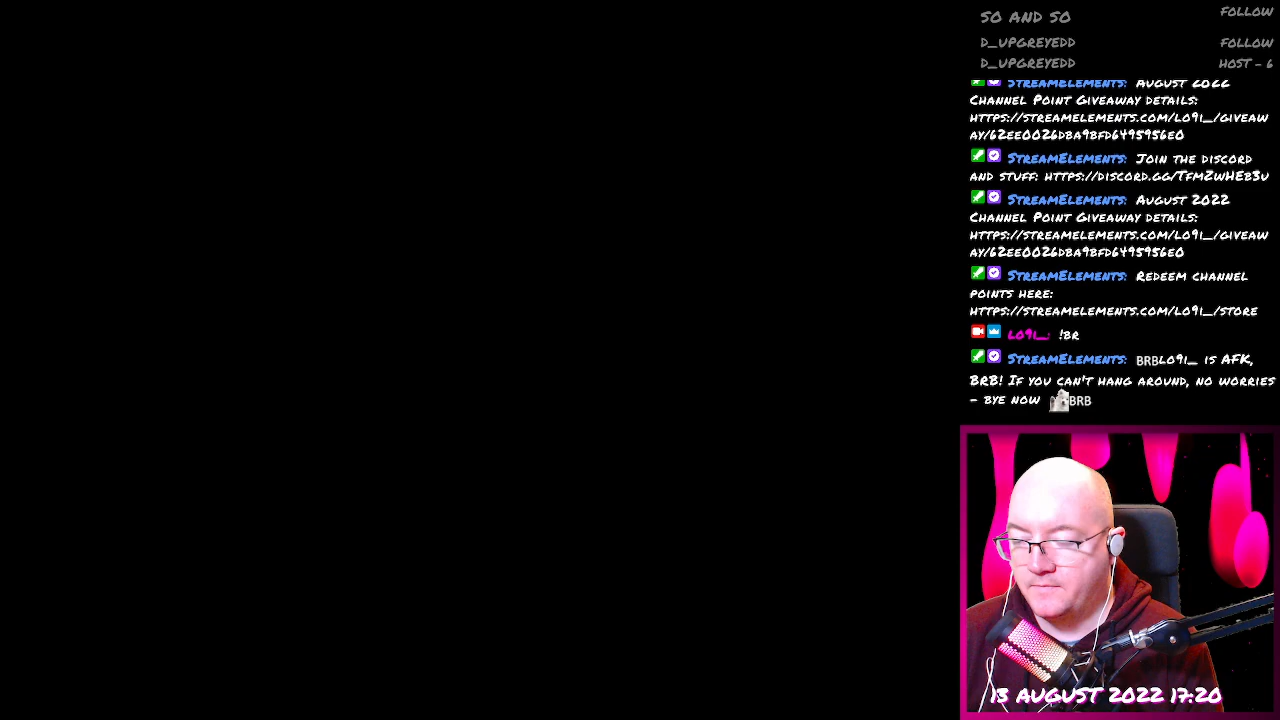 SO AND SO FOLLOW
D_UPGREYEDD FOLLOW
D_UPGREYEDD HOST - 6
StreamElements: August 2022
Channel Point Giveaway details:
https://streamelements.com/lo9i_/giveaw
ay/62ee0026dba9bfd6495956e0
StreamElements: Join the discord
and stuff: https://discord.gg/TfmZwHEb3u
StreamElements: August 2022
Channel Point Giveaway details:
https://streamelements.com/lo9i_/giveaw
ay/62ee0026dba9bfd6495956e0
StreamElements: Redeem channel
points here:
https://streamelements.com/lo9i_/store
lo9i_: !br
StreamElements: BRB lo9i_ is AFK,
BRB! If you can't hang around, no worries
- bye now BRB
13 AUGUST 2022 17:20